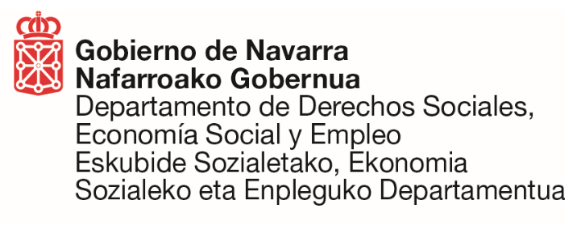 Gobierno de Navarra
Nafarroako Gobernua
Departamento de Derechos Sociales,
Economía Social y Empleo
Eskubide Sozialetako, Ekonomia
Sozialeko eta Enpleguko Departamentua